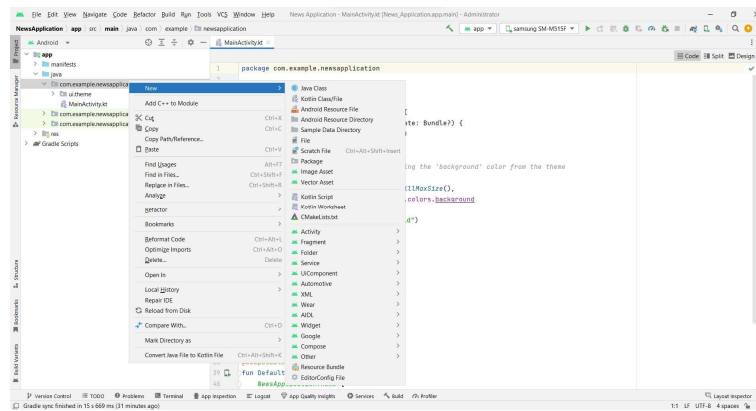 File Edit View Navigate Code Refactor Build Run Tools VCS Window Help News Application - MainActivity.kt [News_Application.app.main] - Administrator
NewsApplication app src main java com example newsapplication app samsung SM-M515F
Android MainActivity.kt
Code Split Design
Project
Resource Manager
Structure
Bookmarks
Build Variants
app
manifests
java
com.example.newsapplica
ui.theme
MainActivity.kt
com.example.newsapplica
com.example.newsapplica
res
Gradle Scripts
New
Add C++ to Module
Cut Ctrl+X
Copy Ctrl+C
Copy Path/Reference...
Paste Ctrl+V
Find Usages Alt+F7
Find in Files... Ctrl+Shift+F
Replace in Files... Ctrl+Shift+R
Analyze
Refactor
Bookmarks
Reformat Code Ctrl+Alt+L
Optimize Imports Ctrl+Alt+O
Delete... Delete
Open In
Local History
Repair IDE
Reload from Disk
Compare With... Ctrl+D
Mark Directory as
Convert Java File to Kotlin File Ctrl+Alt+Shift+K
Java Class
Kotlin Class/File
Android Resource File
Android Resource Directory
Sample Data Directory
File
Scratch File Ctrl+Alt+Shift+Insert
Package
Image Asset
Vector Asset
Kotlin Script
Kotlin Worksheet
CMakeLists.txt
Activity
Fragment
Folder
Service
UiComponent
Automotive
XML
Wear
AIDL
Widget
Google
Compose
Other
Resource Bundle
EditorConfig File
1 package com.example.newsapplication
ate: Bundle?) {
ing the 'background' color from the theme
llMaxSize(),
.colors.background
d")
39 fun Default
40
Version Control TODO Problems Terminal App Inspection Logcat App Quality Insights Services Build Profiler Layout Inspector
Gradle sync finished in 15 s 669 ms (31 minutes ago) 1:1 LF UTF-8 4 spaces